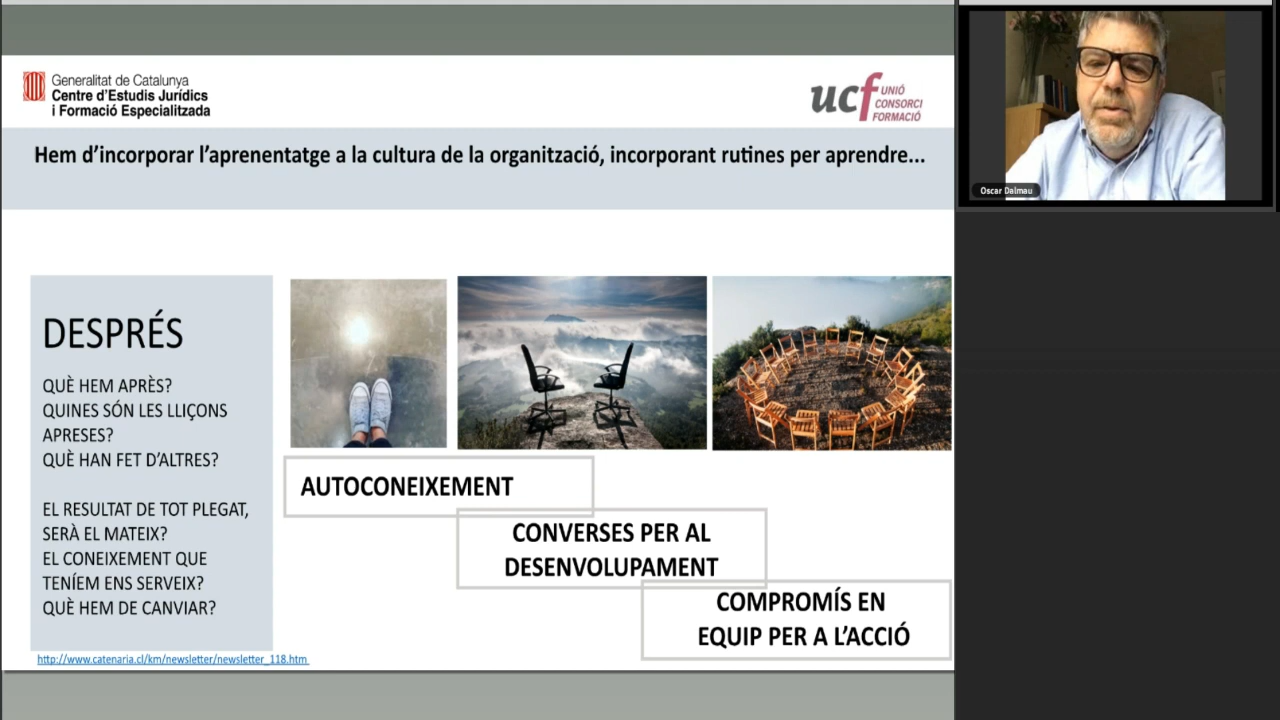 Generalitat de Catalunya
Centre d'Estudis Jurídics
i Formació Especialitzada
ucf UNIÓ
CONSORCI
FORMACIÓ
Hem d'incorporar l'aprenentatge a la cultura de la organització, incorporant rutines per aprendre...
Oscar Dalmau
DESPRÉS
QUÈ HEM APRÈS?
QUINES SÓN LES LLIÇONS
APRESES?
QUÈ HAN FET D'ALTRES?
EL RESULTAT DE TOT PLEGAT,
SERÀ EL MATEIX?
EL CONEIXEMENT QUE
TENÍEM ENS SERVEIX?
QUÈ HEM DE CANVIAR?
AUTOCONEIXEMENT
CONVERSES PER AL
DESENVOLUPAMENT
COMPROMÍS EN
EQUIP PER A L'ACCIÓ
http://www.catenaria.cl/km/newsletter/newsletter_118.htm